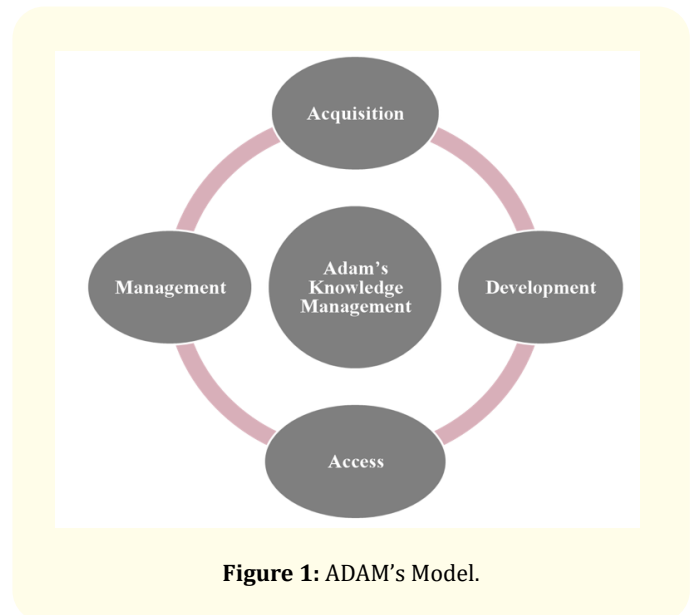 Acquisition
Management
Adam's
Knowledge
Management
Development
Access
Figure 1: ADAM's Model.